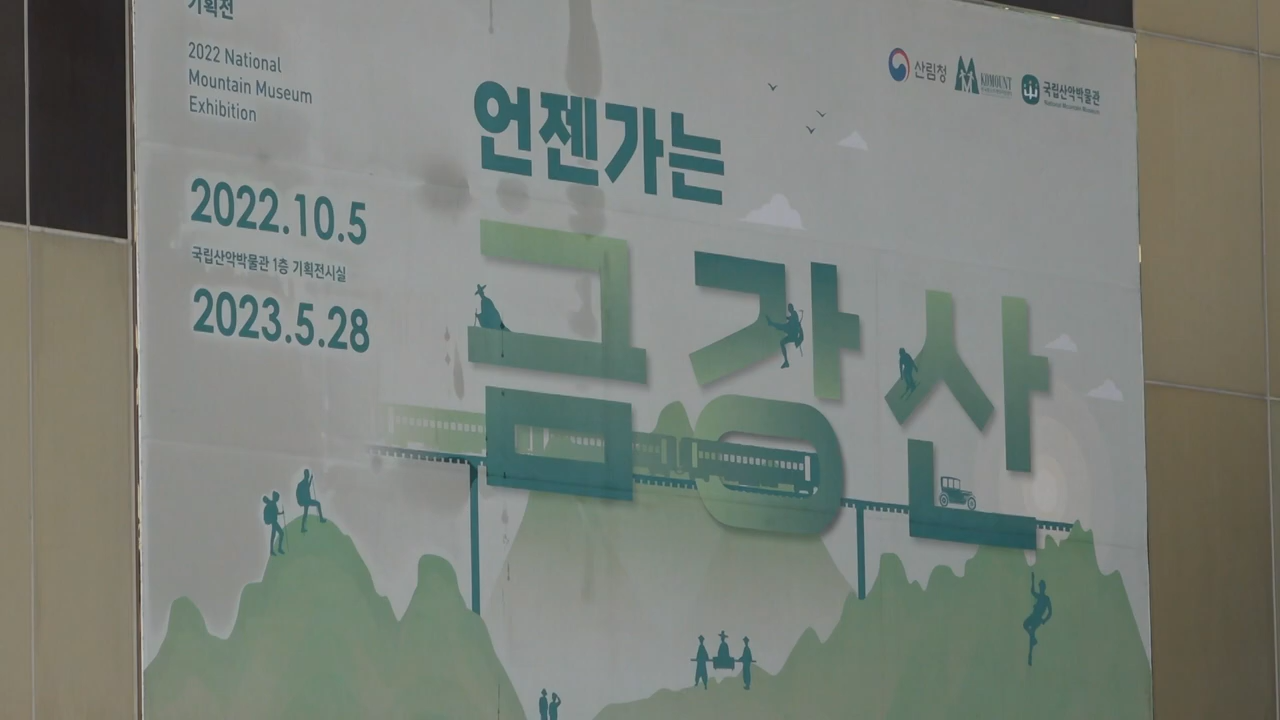 기획전
2022 National
Mountain Museum
Exhibition
2022.10.5
국립산악박물관 1층 기획전시실
2023.5.28
언젠가는
금강산
산림청
KOMOUNT
국립산악박물관
National Mountain Museum